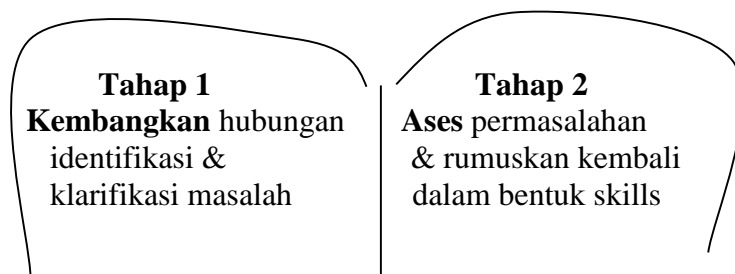 Tahap 1
Kembangkan hubungan
identifikasi &
klarifikasi masalah
Tahap 2
Ases permasalahan
& rumuskan kembali
dalam bentuk skills